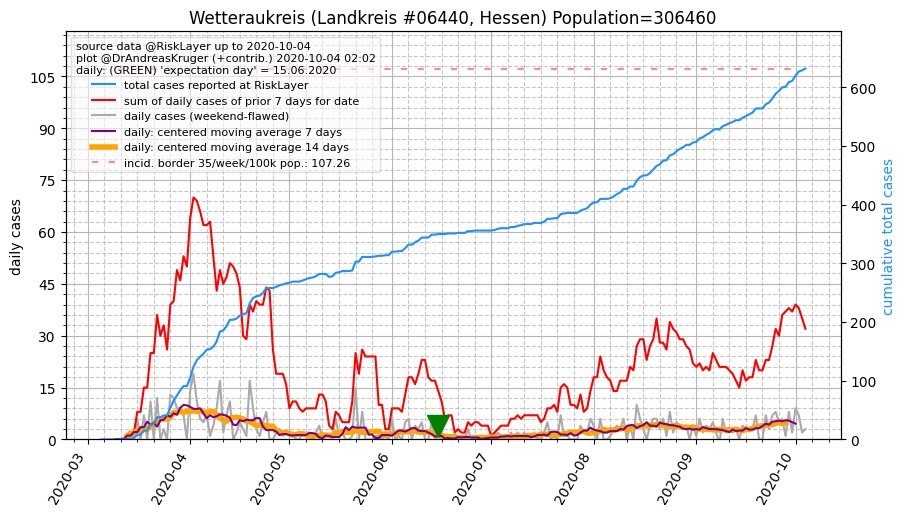 Wetteraukreis (Landkreis #06440, Hessen) Population=306460
source data @RiskLayer up to 2020-10-04
plot @DrAndreasKruger (+contrib.) 2020-10-04 02:02
daily: (GREEN) 'expectation day' = 15.06.2020
total cases reported at RiskLayer
sum of daily cases of prior 7 days for date
daily cases (weekend-flawed)
daily: centered moving average 7 days
daily: centered moving average 14 days
incid. border 35/week/100k pop.: 107.26
daily cases
105
90
75
60
45
30
15
0
cumulative total cases
600
500
400
300
200
100
0
2020-03
2020-04
2020-05
2020-06
2020-07
2020-08
2020-09
2020-10